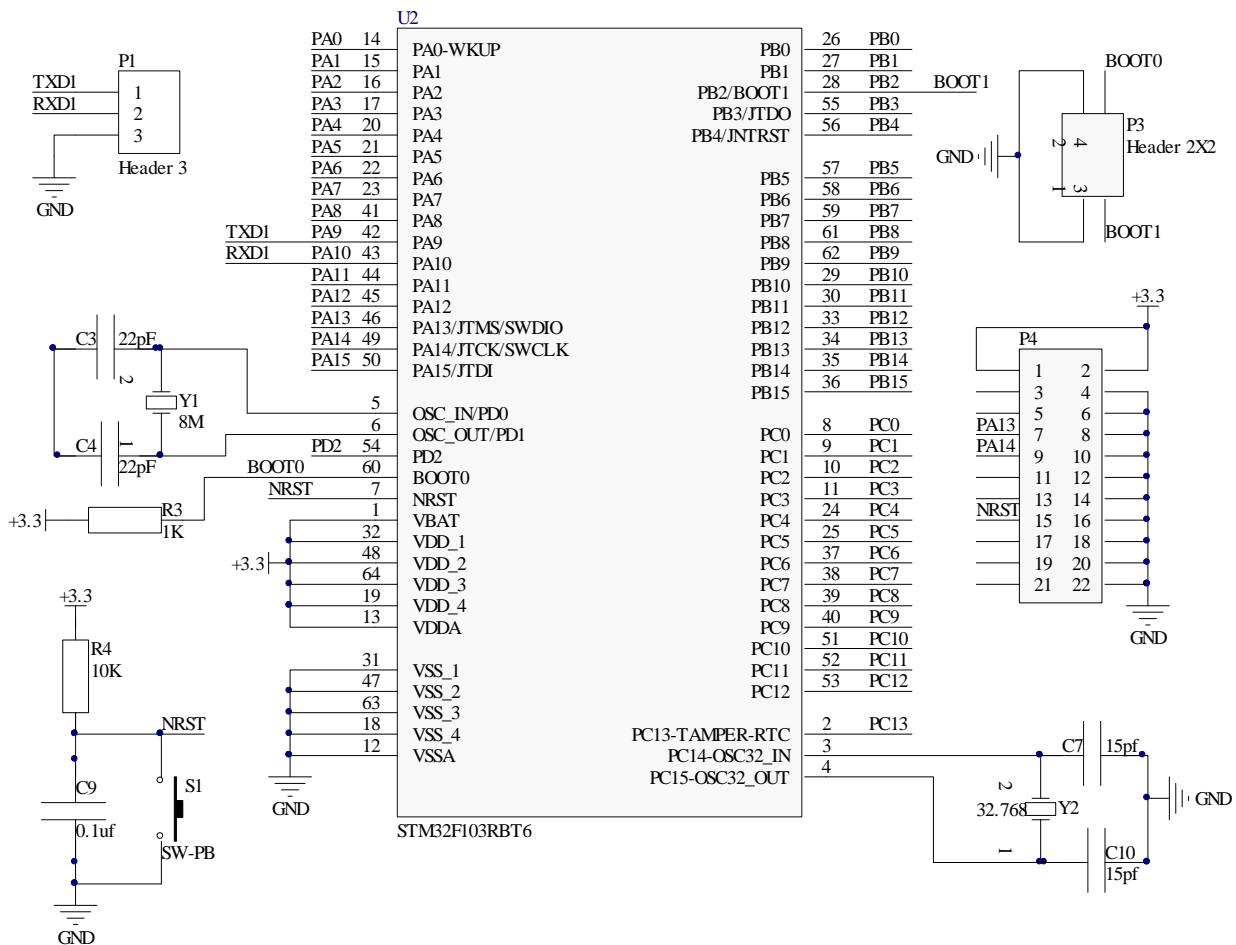 U2
P1
TXD1 1
RXD1 2
3
Header 3
GND
PA0 14 PA0-WKUP
PA1 15 PA1
PA2 16 PA2
PA3 17 PA3
PA4 20 PA4
PA5 21 PA5
PA6 22 PA6
PA7 23 PA7
PA8 41 PA8
TXD1 PA9 42 PA9
RXD1 PA10 43 PA10
PA11 44 PA11
PA12 45 PA12
PA13 46 PA13/JTMS/SWDIO
PA14 49 PA14/JTCK/SWCLK
PA15 50 PA15/JTDI
5 OSC_IN/PD0
6 OSC_OUT/PD1
PD2 54 PD2
BOOT0 60 BOOT0
NRST 7 NRST
1 VBAT
32 VDD_1
+3.3 48 VDD_2
64 VDD_3
19 VDD_4
13 VDDA
31 VSS_1
47 VSS_2
63 VSS_3
18 VSS_4
12 VSSA
GND
STM32F103RBT6
C3 22pF
2
Y1
8M
1
C4
22pF
+3.3 R3
1K
+3.3
R4
10K
NRST
C9
0.1uf
S1
SW-PB
GND
PB0 26 PB0
PB1 27 PB1
PB2/BOOT1 28 PB2 BOOT1
PB3/JTDO 55 PB3
PB4/JNTRST 56 PB4
PB5 57 PB5
PB6 58 PB6
PB7 59 PB7
PB8 61 PB8
PB9 62 PB9
PB10 29 PB10
PB11 30 PB11
PB12 33 PB12
PB13 34 PB13
PB14 35 PB14
PB15 36 PB15
PC0 8 PC0
PC1 9 PC1
PC2 10 PC2
PC3 11 PC3
PC4 24 PC4
PC5 25 PC5
PC6 37 PC6
PC7 38 PC7
PC8 39 PC8
PC9 40 PC9
PC10 51 PC10
PC11 52 PC11
PC12 53 PC12
PC13-TAMPER-RTC 2 PC13
PC14-OSC32_IN 3
PC15-OSC32_OUT 4
BOOT0
P3
Header 2X2
2 4
1 3
GND
BOOT1
+3.3
P4
1 2
3 4
5 6
PA13 7 8
PA14 9 10
11 12
13 14
NRST 15 16
17 18
19 20
21 22
GND
C7 15pf
2
32.768 Y2
1
GND
C10
15pf